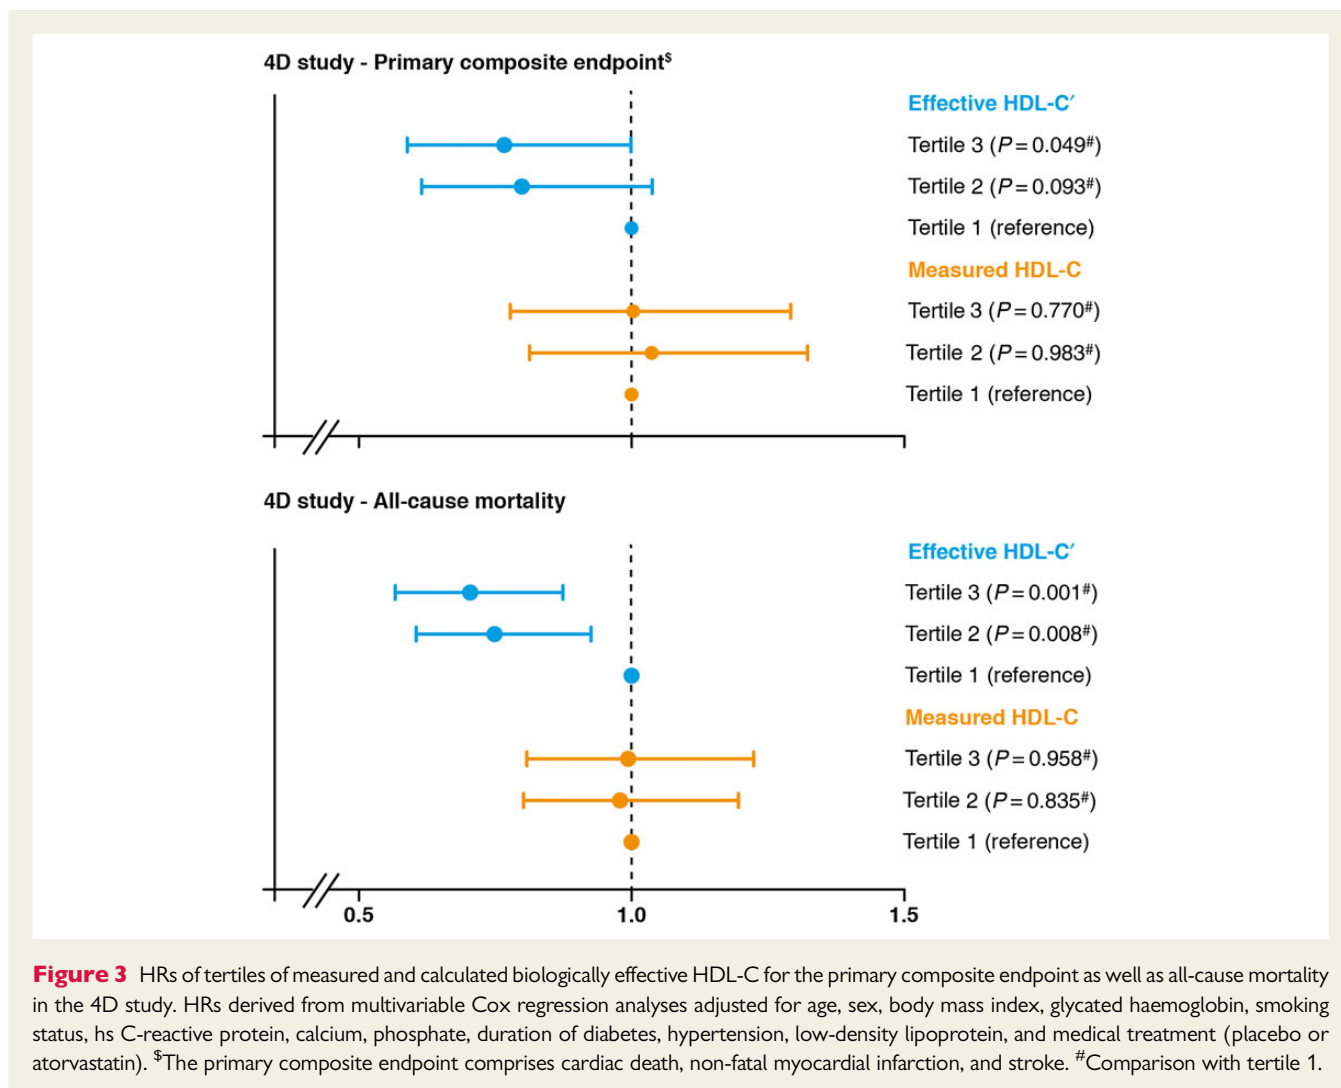 4D study - Primary composite endpoint$
Effective HDL-C′
Tertile 3 (P = 0.049#)
Tertile 2 (P = 0.093#)
Tertile 1 (reference)
Measured HDL-C
Tertile 3 (P = 0.770#)
Tertile 2 (P = 0.983#)
Tertile 1 (reference)
4D study - All-cause mortality
Effective HDL-C′
Tertile 3 (P = 0.001#)
Tertile 2 (P = 0.008#)
Tertile 1 (reference)
Measured HDL-C
Tertile 3 (P = 0.958#)
Tertile 2 (P = 0.835#)
Tertile 1 (reference)
0.5 1.0 1.5
Figure 3 HRs of tertiles of measured and calculated biologically effective HDL-C for the primary composite endpoint as well as all-cause mortality
in the 4D study. HRs derived from multivariable Cox regression analyses adjusted for age, sex, body mass index, glycated haemoglobin, smoking
status, hs C-reactive protein, calcium, phosphate, duration of diabetes, hypertension, low-density lipoprotein, and medical treatment (placebo or
atorvastatin). $The primary composite endpoint comprises cardiac death, non-fatal myocardial infarction, and stroke. #Comparison with tertile 1.